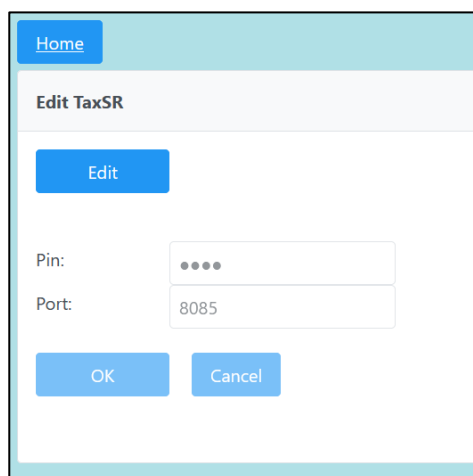 Home
Edit TaxSR
Edit
Pin: ●●●●
Port: 8085
OK Cancel